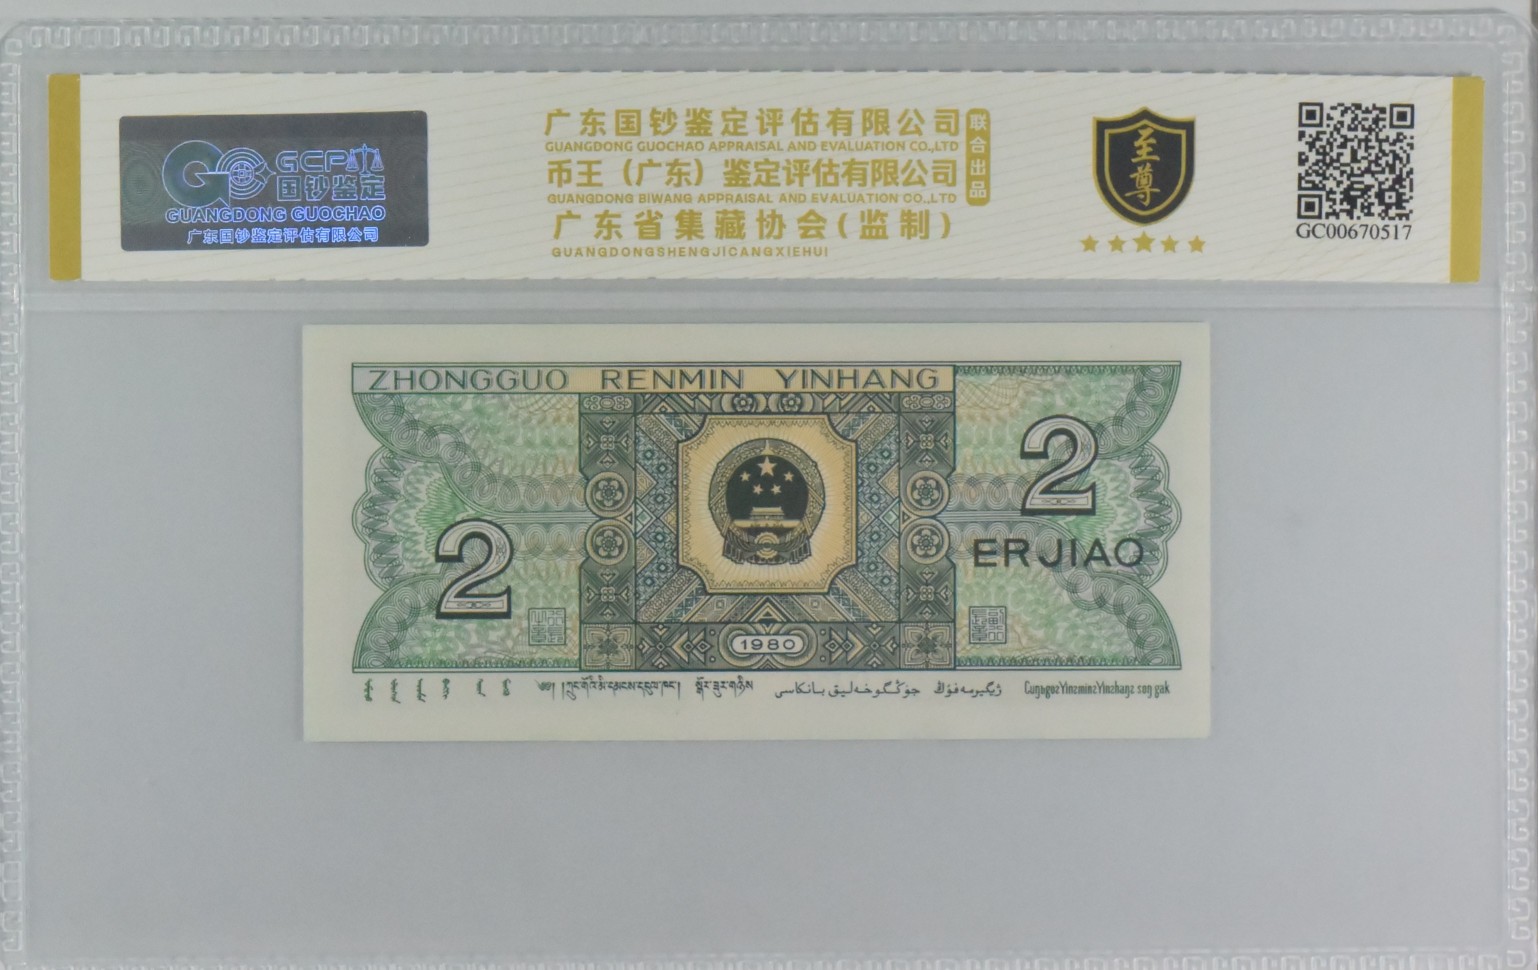 GCP
国钞鉴定
GUANGDONG GUOCHAO
广东国钞鉴定评估有限公司
广东国钞鉴定评估有限公司
GUANGDONG GUOCHAO APPRAISAL AND EVALUATION CO.,LTD
币王（广东）鉴定评估有限公司
GUANGDONG BIWANG APPRAISAL AND EVALUATION CO.,LTD
广东省集藏协会(监制)
GUANGDONGSHENGJICANGXIEHUI
联合出品
至尊
GC00670517
ZHONGGUO RENMIN YINHANG
2
2
ERJIAO
1980
جۇڭگوخەلىق بانكاسى